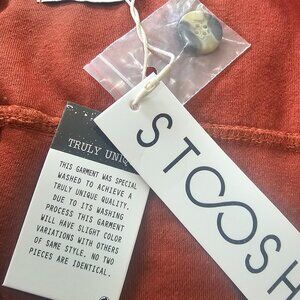 TRULY UNIQ
THIS GARMENT WAS SPECIAL
WASHED TO ACHIEVE A
TRULY UNIQUE QUALITY.
DUE TO ITS WASHING
PROCESS THIS GARMENT
WILL HAVE SLIGHT COLOR
VARIATIONS WITH OTHERS
OF SAME STYLE. NO TWO
PIECES ARE IDENTICAL.
STOOSH